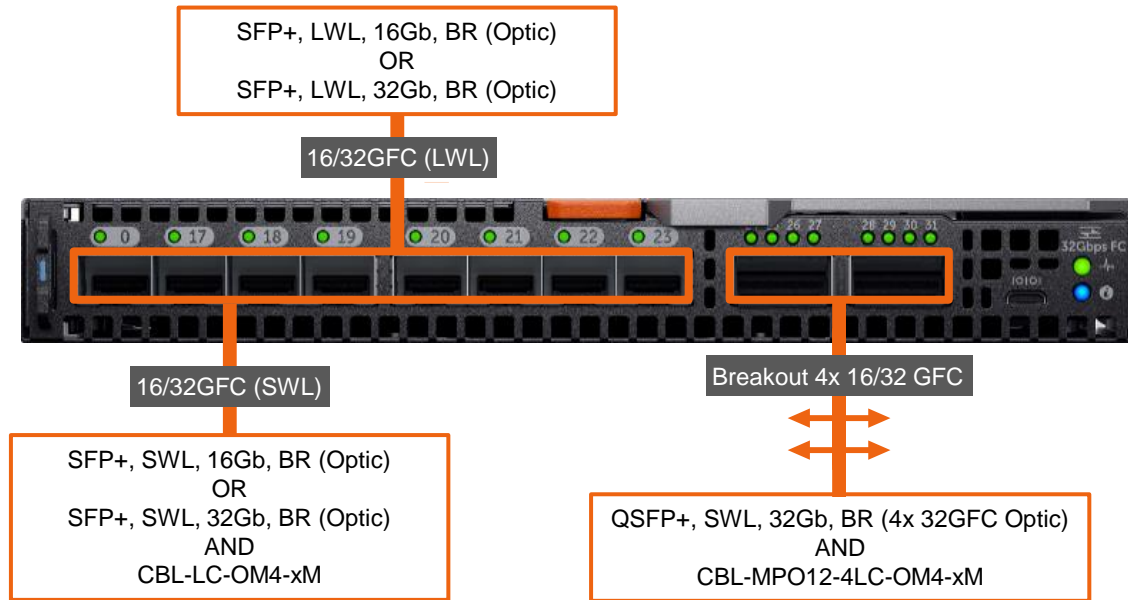 SFP+, LWL, 16Gb, BR (Optic)
OR
SFP+, LWL, 32Gb, BR (Optic)
16/32GFC (LWL)
0 17 18 19 20 21 22 23 26 27 28 29 30 31
32Gbps FC
10101
16/32GFC (SWL)
Breakout 4x 16/32 GFC
SFP+, SWL, 16Gb, BR (Optic)
OR
SFP+, SWL, 32Gb, BR (Optic)
AND
CBL-LC-OM4-xM
QSFP+, SWL, 32Gb, BR (4x 32GFC Optic)
AND
CBL-MPO12-4LC-OM4-xM